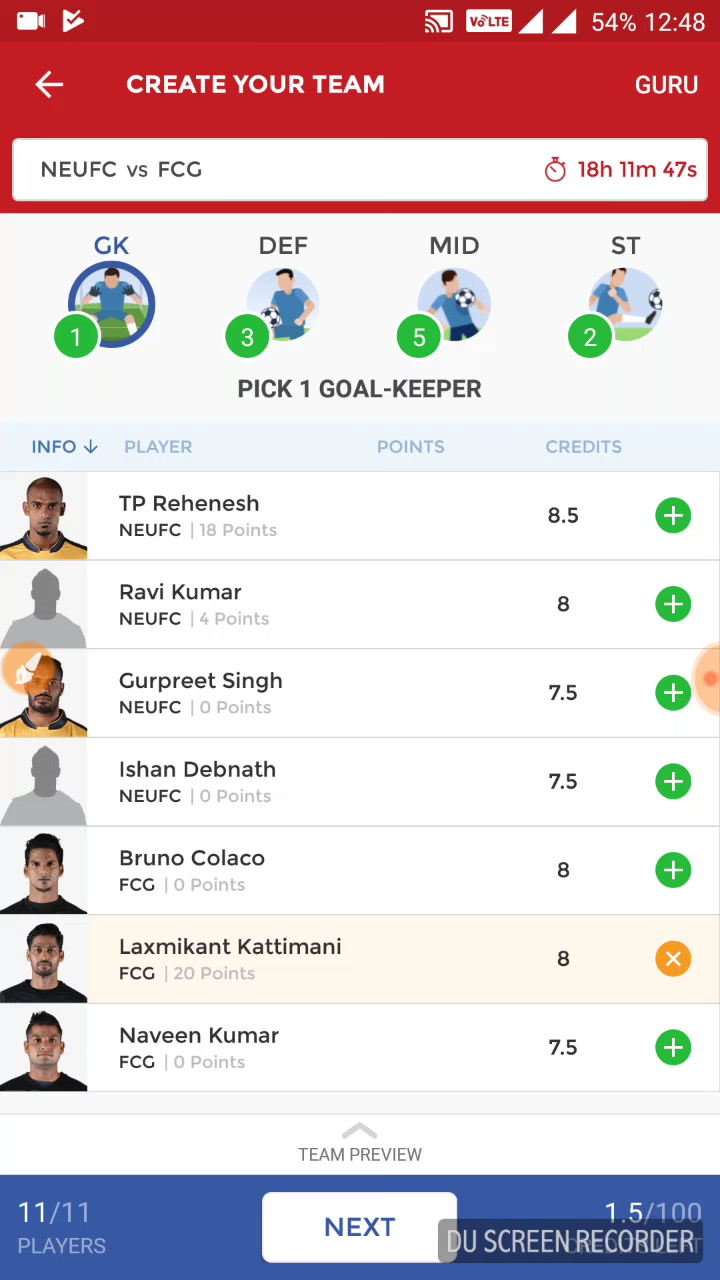 VoLTE 54% 12:48
CREATE YOUR TEAM GURU
NEUFC vs FCG 18h 11m 47s
GK DEF MID ST
1 3 5 2
PICK 1 GOAL-KEEPER
INFO PLAYER POINTS CREDITS
TP Rehenesh
NEUFC | 18 Points
8.5
Ravi Kumar
NEUFC | 4 Points
8
Gurpreet Singh
NEUFC | 0 Points
7.5
Ishan Debnath
NEUFC | 0 Points
7.5
Bruno Colaco
FCG | 0 Points
8
Laxmikant Kattimani
FCG | 20 Points
8
Naveen Kumar
FCG | 0 Points
7.5
TEAM PREVIEW
11/11
PLAYERS
NEXT
1.5/100
DU SCREEN RECORDER